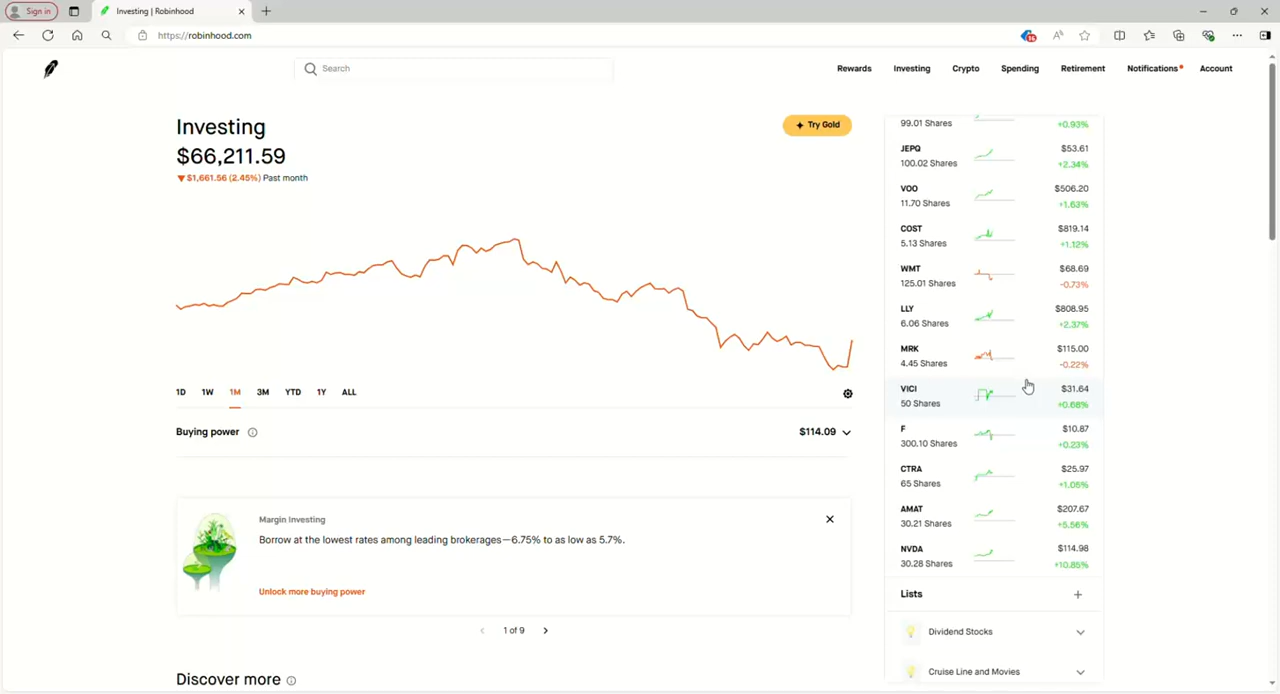 Sign in
Investing | Robinhood
https://robinhood.com
16
Search
Rewards
Investing
Crypto
Spending
Retirement
Notifications
Account
Investing
Try Gold
$66,211.59
▼ $1,661.56 (2.45%) Past month
1D 1W 1M 3M YTD 1Y ALL
Buying power
$114.09
Margin Investing
Borrow at the lowest rates among leading brokerages—6.75% to as low as 5.7%.
Unlock more buying power
1 of 9
Discover more
99.01 Shares
+0.93%
JEPQ
$53.61
100.02 Shares
+2.34%
VOO
$506.20
11.70 Shares
+1.63%
COST
$819.14
5.13 Shares
+1.12%
WMT
$68.69
125.01 Shares
-0.73%
LLY
$808.95
6.06 Shares
+2.37%
MRK
$115.00
4.45 Shares
-0.22%
VICI
$31.64
50 Shares
+0.68%
F
$10.87
300.10 Shares
+0.23%
CTRA
$25.97
65 Shares
+1.05%
AMAT
$207.67
30.21 Shares
+5.56%
NVDA
$114.98
30.28 Shares
+10.85%
Lists
Dividend Stocks
Cruise Line and Movies